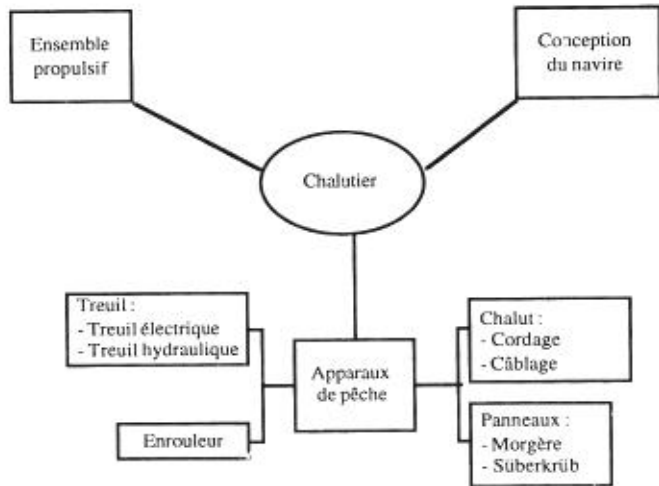 Ensemble
propulsif
Conception
du navire
Chalutier
Treuil :
- Treuil électrique
- Treuil hydraulique
Enrouleur
Apparaux
de pêche
Chalut :
- Cordage
- Câblage
Panneaux :
- Morgère
- Süberkrüb